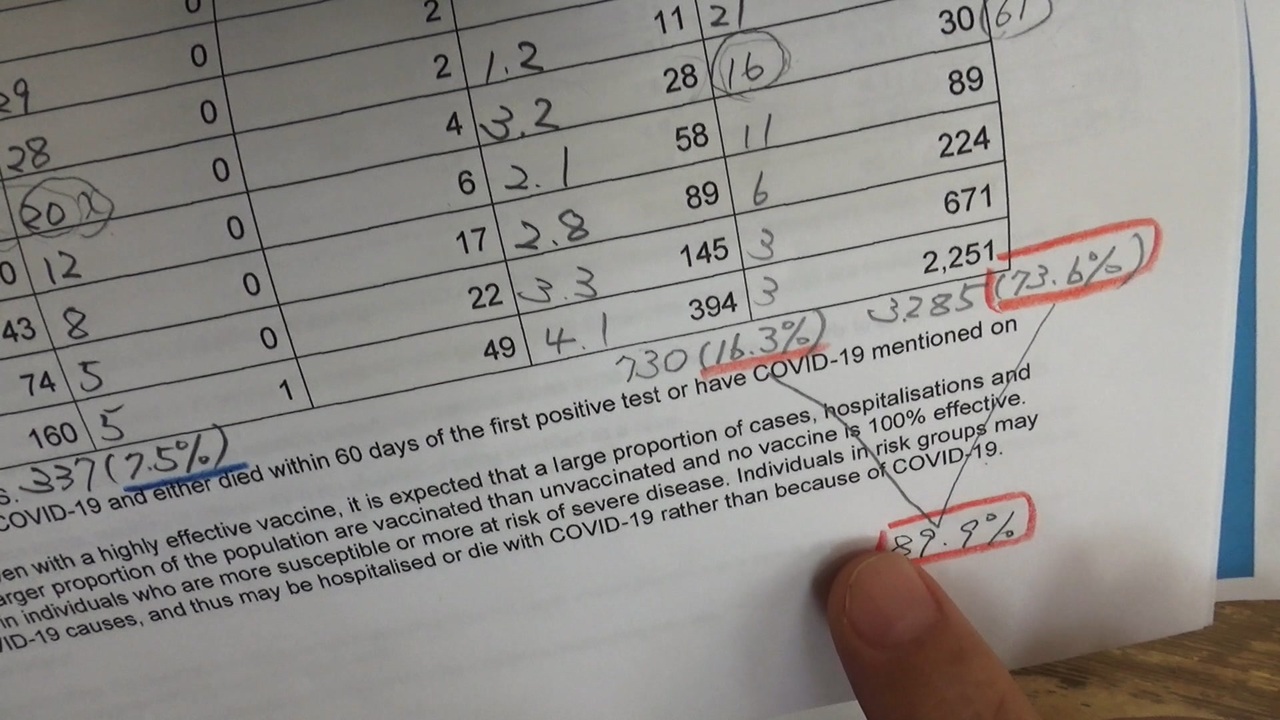 0 2 11 21 30 (61)
29 0 2 1.2 28 16 89
28 0 4 3.2 58 11 224
20 x 0 6 2.1 89 6 671
0 12 0 17 2.8 145 3 2,251
43 8 0 22 3.3 394 3 3285 (73.6%)
74 5 0 49 4.1 730 (16.3%)
160 5 1
s. 337 (7.5%)
COVID-19 and either died within 60 days of the first positive test or have COVID-19 mentioned on
en with a highly effective vaccine, it is expected that a large proportion of cases, hospitalisations and
arger proportion of the population are vaccinated than unvaccinated and no vaccine is 100% effective.
in individuals who are more susceptible or more at risk of severe disease. Individuals in risk groups may
VID-19 causes, and thus may be hospitalised or die with COVID-19 rather than because of COVID-19.
89.9%